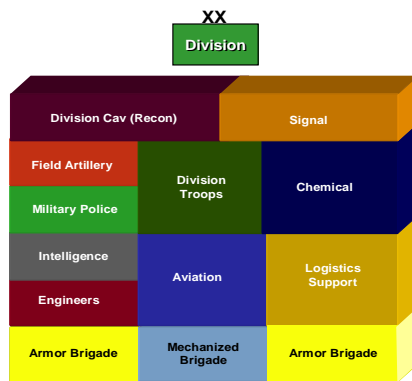 XX
Division
Division Cav (Recon)
Signal
Field Artillery
Division
Troops
Chemical
Military Police
Intelligence
Aviation
Logistics
Support
Engineers
Armor Brigade
Mechanized
Brigade
Armor Brigade